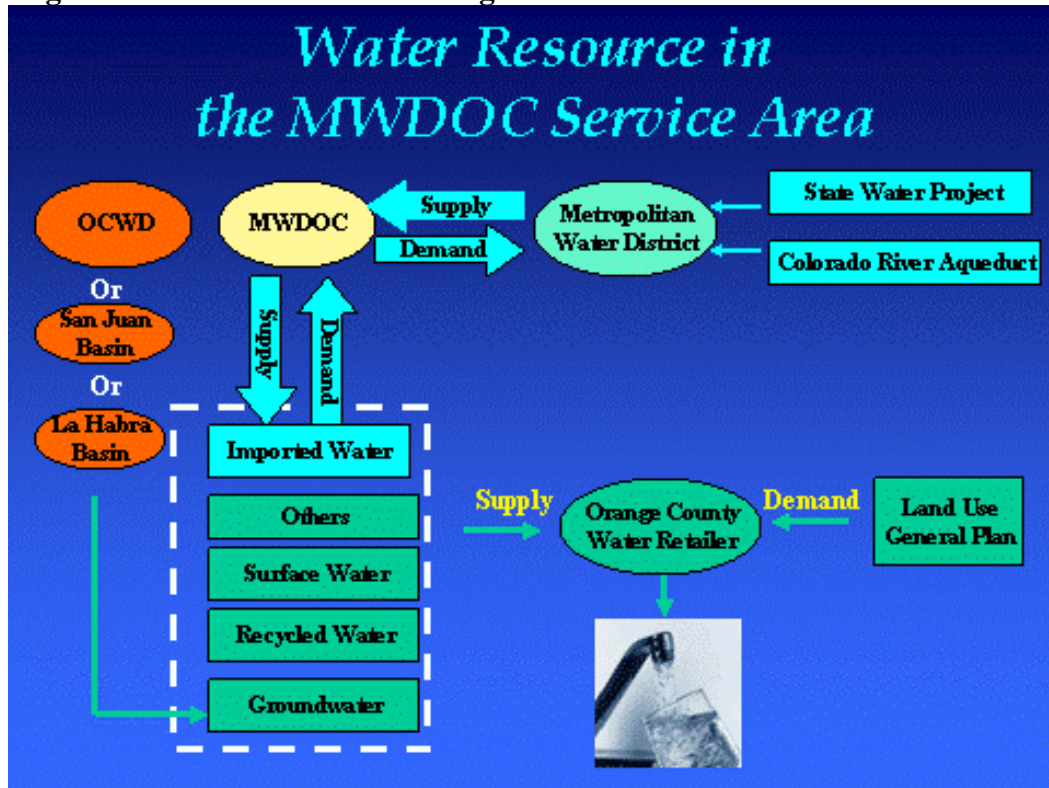 Water Resource in
the MWDOC Service Area
OCWD
Or
San Juan
Basin
Or
La Habra
Basin
MWDOC
Supply
Demand
Metropolitan
Water District
State Water Project
Colorado River Aqueduct
Supply
Demand
Imported Water
Others
Surface Water
Recycled Water
Groundwater
Supply
Orange County
Water Retailer
Demand
Land Use
General Plan